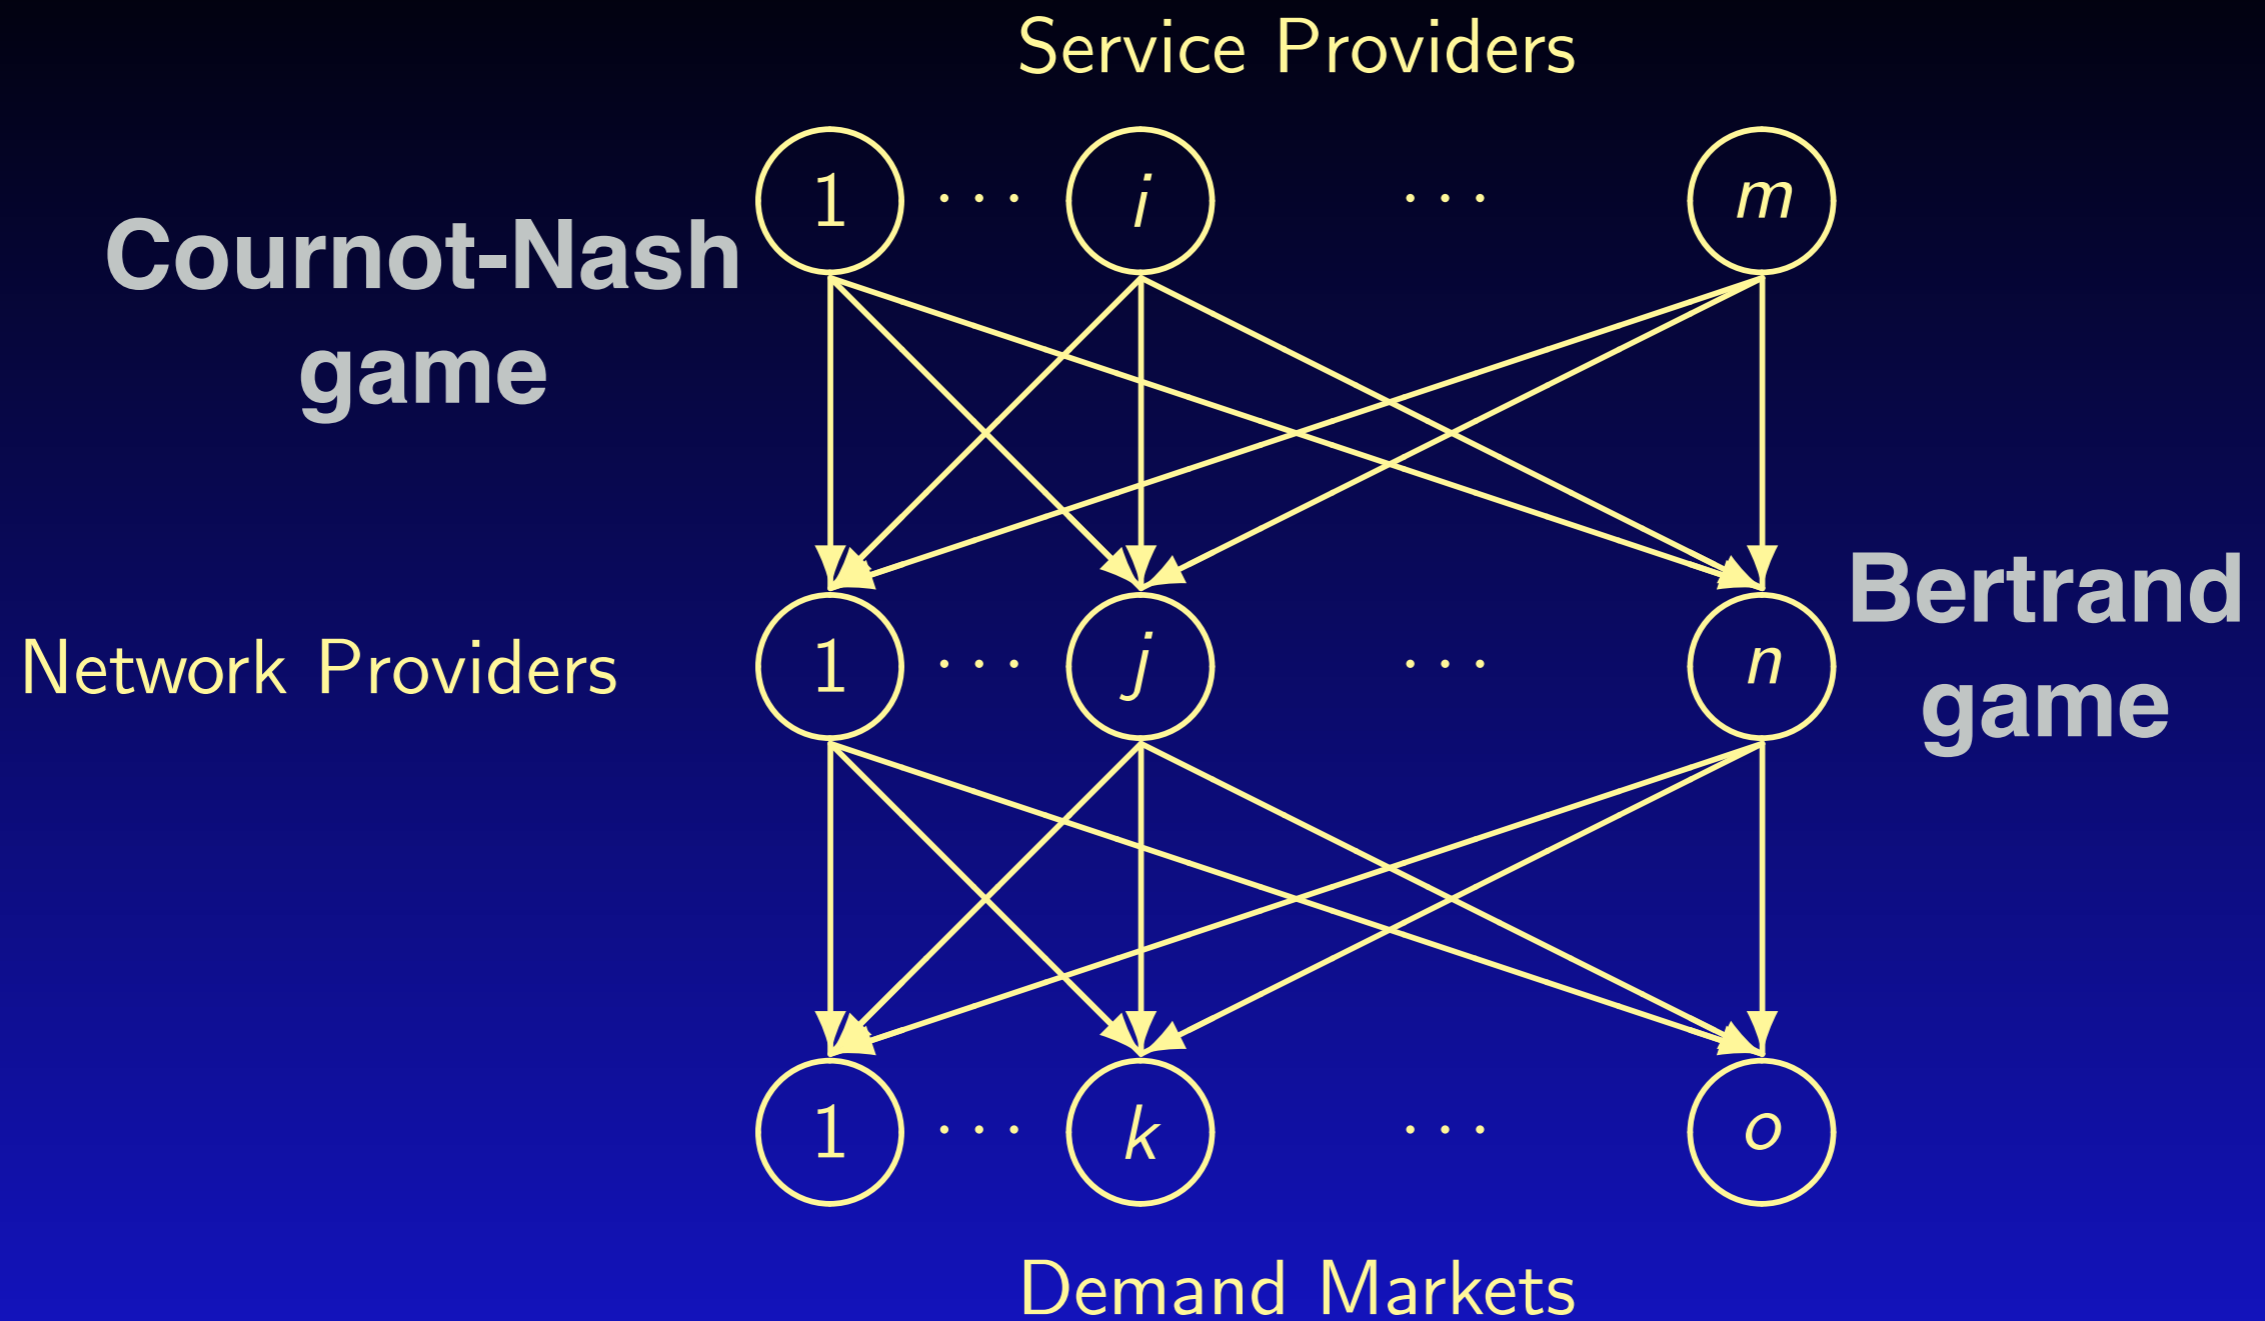 Service Providers
1 ··· i ··· m
Cournot-Nash
game
Network Providers
1 ··· j ··· n
Bertrand
game
1 ··· k ··· o
Demand Markets